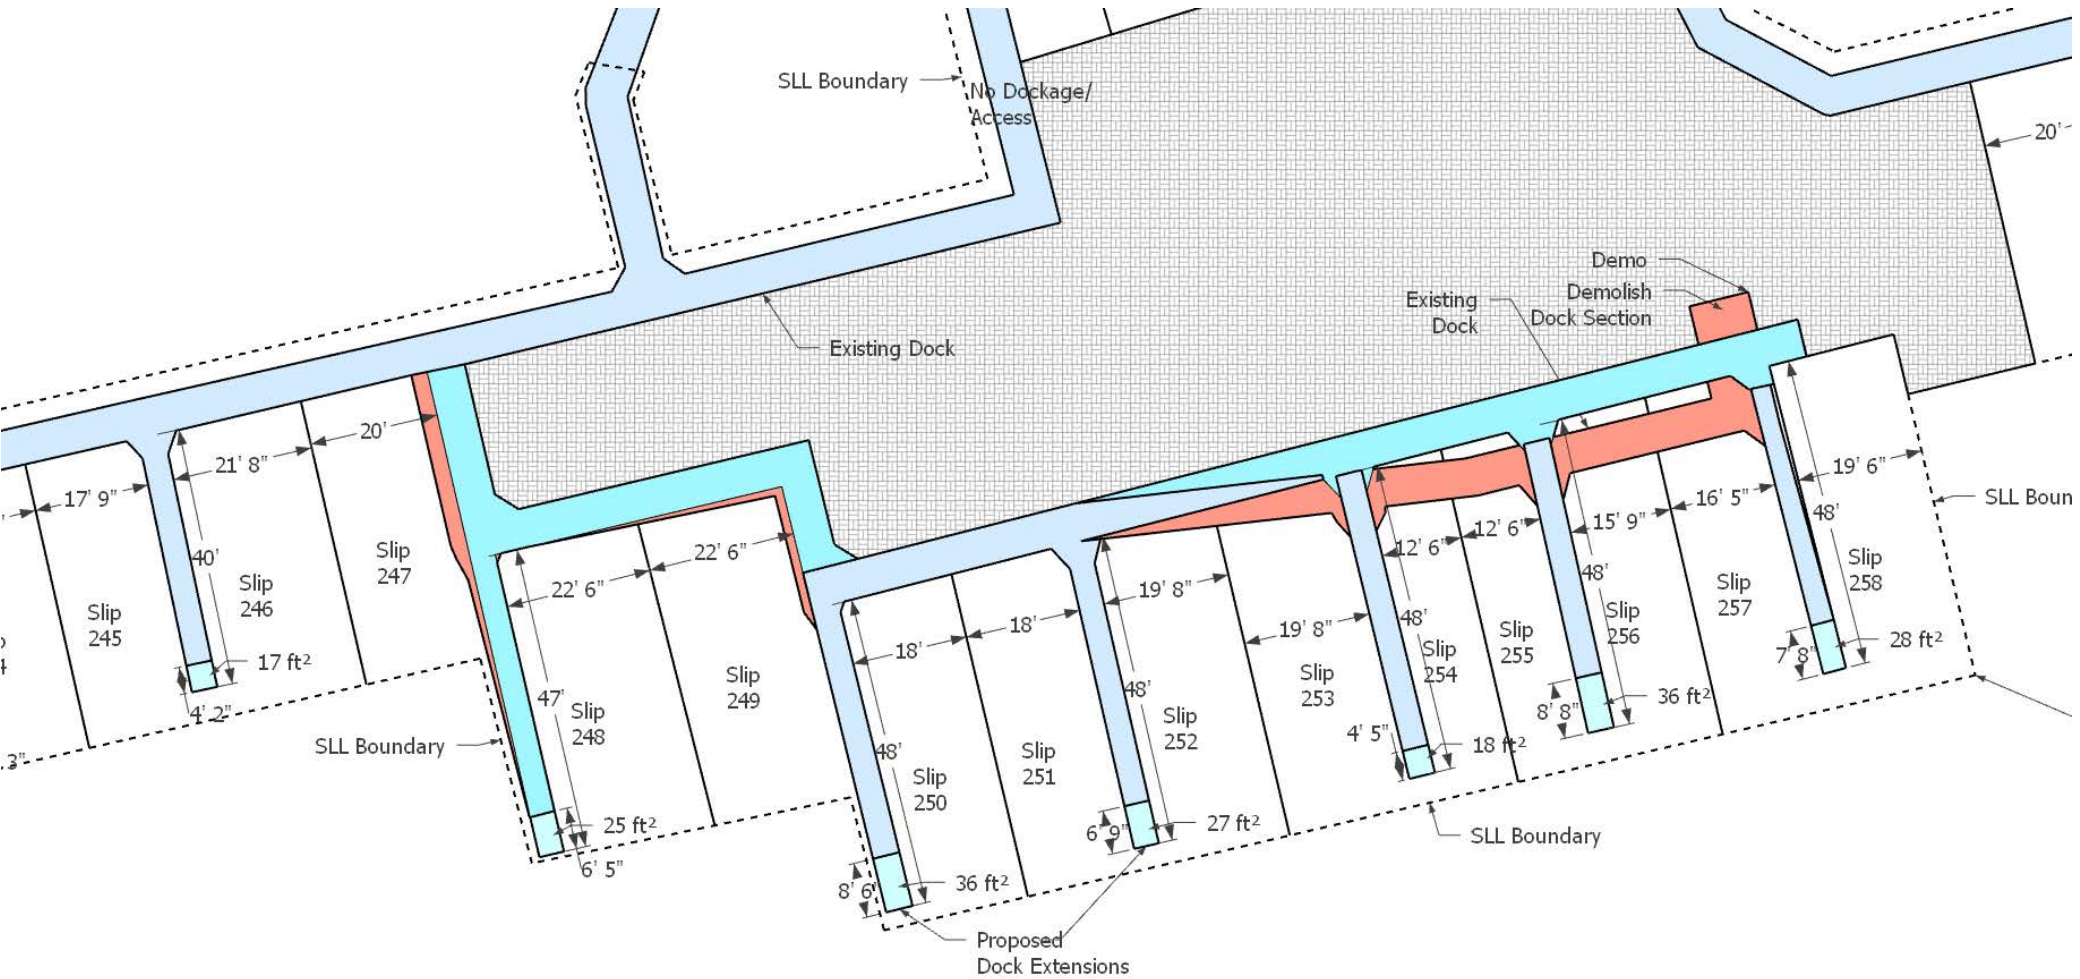 SLL Boundary
No Dockage/
Access
20'
Demo
Demolish
Dock Section
Existing
Dock
Existing Dock
20'
21' 8"
17' 9"
40'
Slip
245
Slip
246
Slip
247
17 ft²
4' 2"
3"
SLL Boundary
22' 6"
22' 6"
47'
Slip
248
Slip
249
25 ft²
6' 5"
18'
18'
48'
Slip
250
Slip
251
8' 6"
36 ft²
19' 8"
19' 8"
48'
Slip
252
Slip
253
6' 9"
27 ft²
Proposed
Dock Extensions
12' 6"
12' 6"
48'
Slip
254
Slip
255
4' 5"
18 ft²
SLL Boundary
15' 9"
16' 5"
48'
Slip
256
Slip
257
8' 8"
36 ft²
19' 6"
48'
Slip
258
7' 8"
28 ft²
SLL Boun